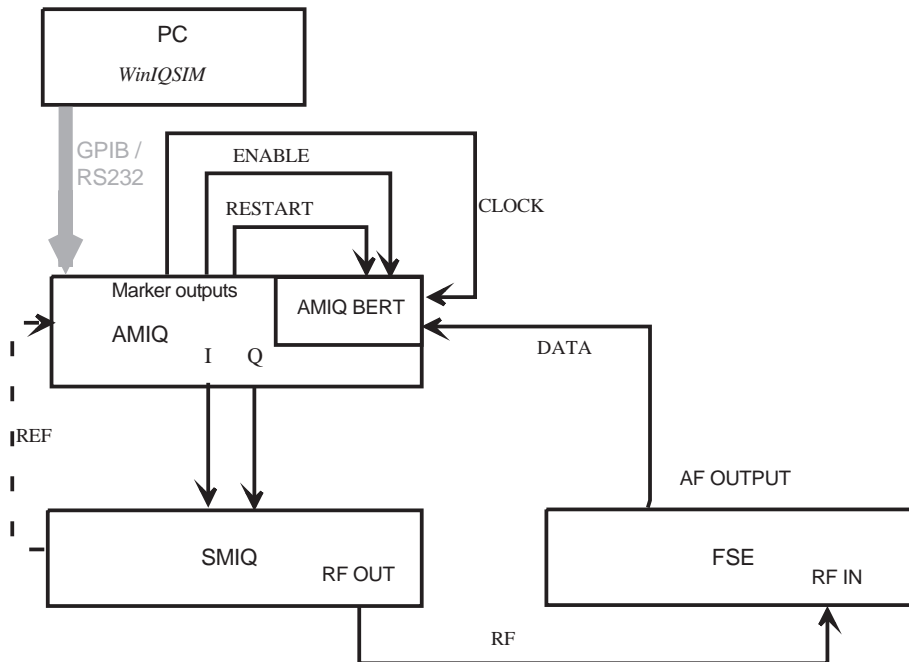 PC
WinIQSIM
GPIB /
RS232
ENABLE
RESTART
CLOCK
Marker outputs
AMIQ BERT
AMIQ
DATA
I Q
REF
AF OUTPUT
SMIQ
RF OUT
FSE
RF IN
RF